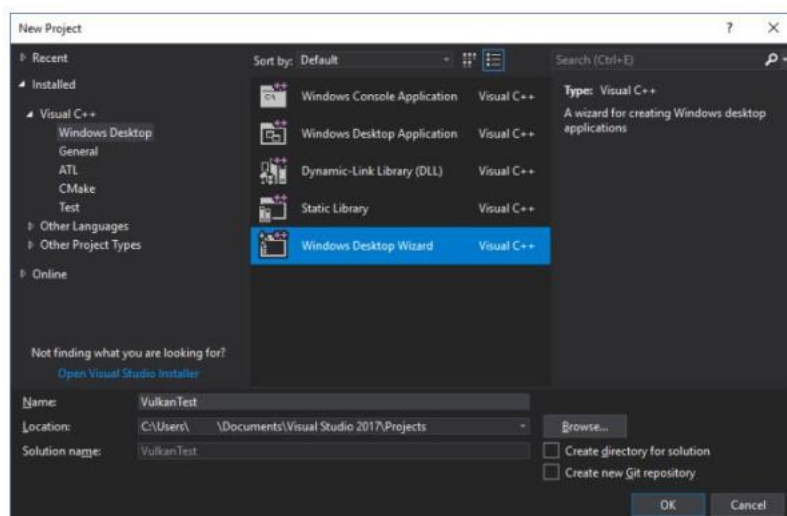 New Project
? ×
Recent
Installed
Visual C++
Windows Desktop
General
ATL
CMake
Test
Other Languages
Other Project Types
Online
Not finding what you are looking for?
Open Visual Studio Installer
Sort by: Default
Windows Console Application Visual C++
Windows Desktop Application Visual C++
Dynamic-Link Library (DLL) Visual C++
Static Library Visual C++
Windows Desktop Wizard Visual C++
Search (Ctrl+E)
Type: Visual C++
A wizard for creating Windows desktop
applications
Name: VulkanTest
Location: C:\Users\ \Documents\Visual Studio 2017\Projects
Browse...
Solution name: VulkanTest
Create directory for solution
Create new Git repository
OK Cancel